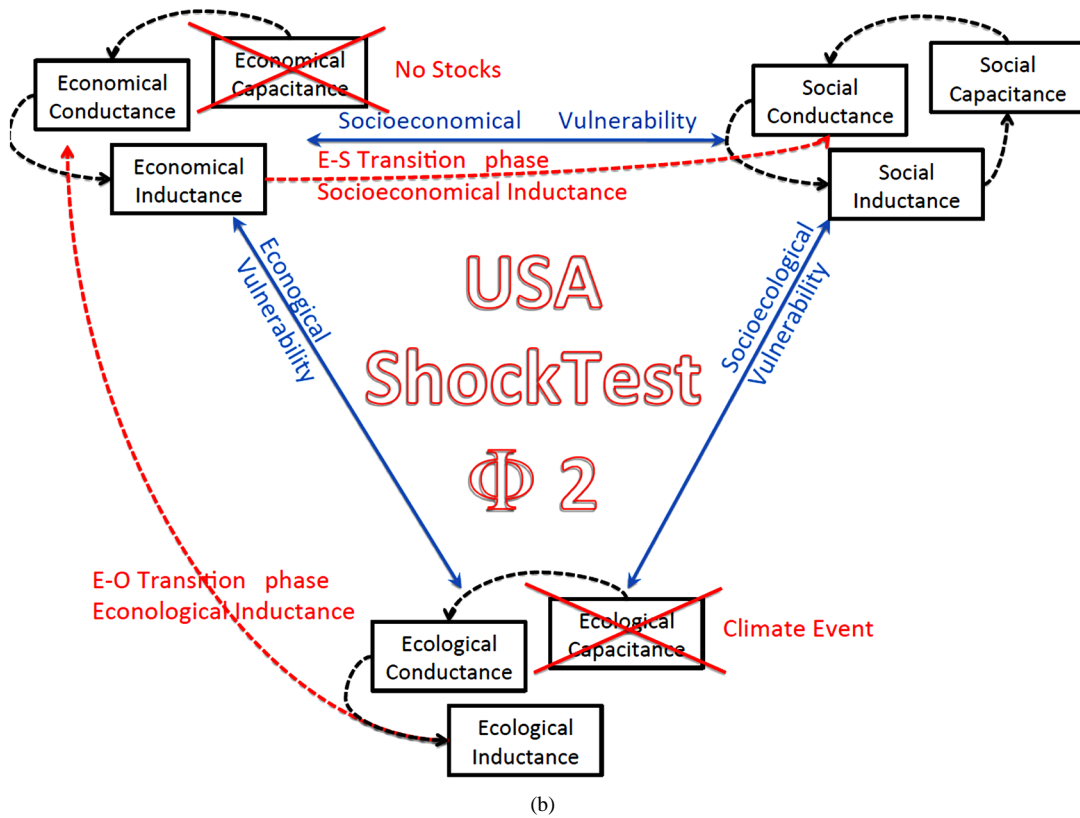 Economical
Conductance
Economical
Capacitance
No Stocks
Economical
Inductance
Social
Conductance
Social
Capacitance
Social
Inductance
Socioeconomical Vulnerability
E-S Transition phase
Socioeconomical Inductance
Econogical
Vulnerability
USA
ShockTest
Φ 2
Socioecological
Vulnerability
E-O Transition phase
Econological Inductance
Ecological
Conductance
Ecological
Capacitance
Climate Event
Ecological
Inductance
(b)